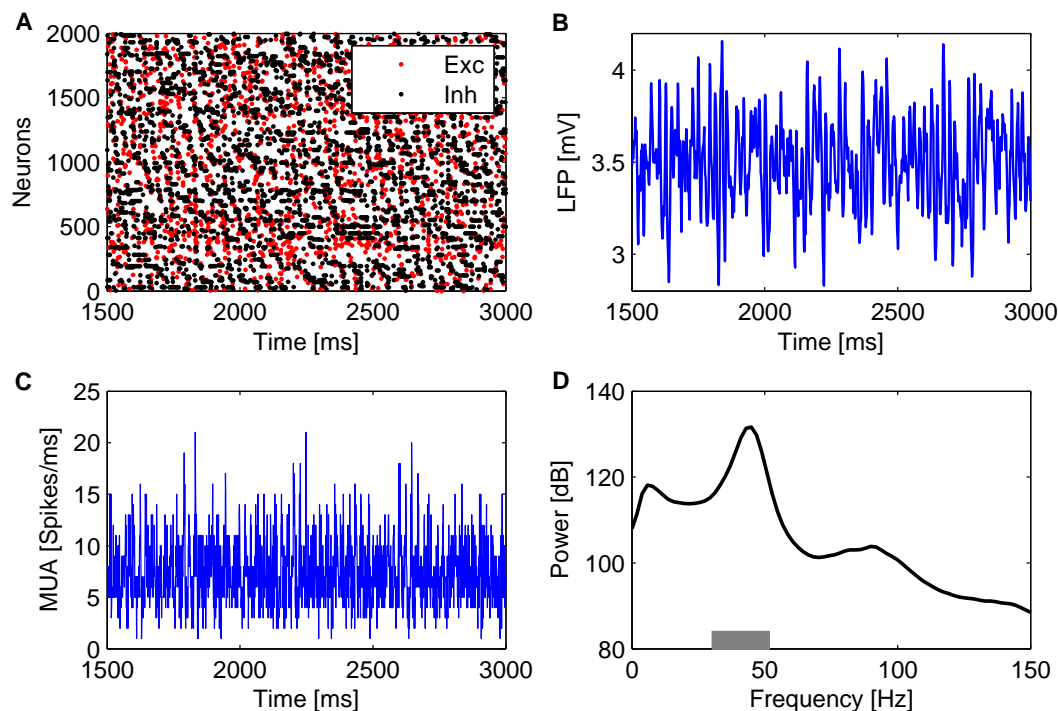 A
Neurons
2000
1500
1000
500
0
Exc
Inh
1500 2000 2500 3000
Time [ms]
B
LFP [mV]
4
3.5
3
1500 2000 2500 3000
Time [ms]
C
MUA [Spikes/ms]
25
20
15
10
5
0
1500 2000 2500 3000
Time [ms]
D
Power [dB]
140
120
100
80
0 50 100 150
Frequency [Hz]